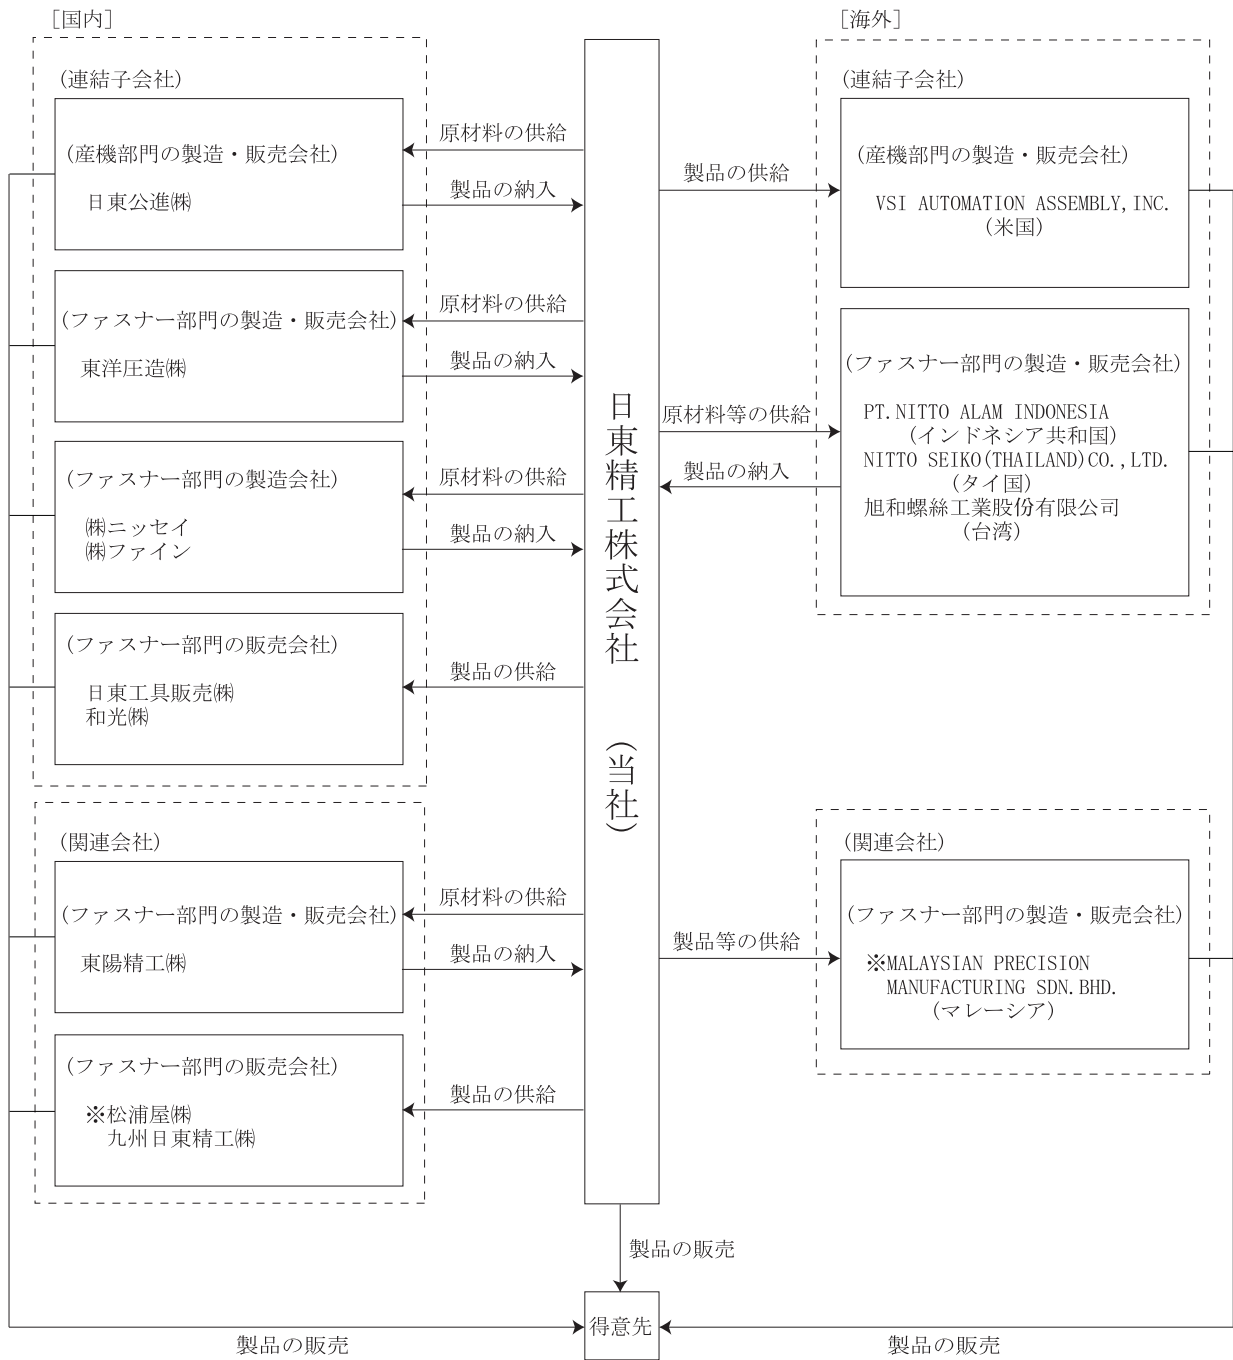 ［国内］
(連結子会社)
(産機部門の製造・販売会社)
日東公進㈱
原材料の供給
製品の納入
(ファスナー部門の製造・販売会社)
東洋圧造㈱
原材料の供給
製品の納入
(ファスナー部門の製造会社)
㈱ニッセイ
㈱ファイン
原材料の供給
製品の納入
(ファスナー部門の販売会社)
日東工具販売㈱
和光㈱
製品の供給
(関連会社)
(ファスナー部門の製造・販売会社)
東陽精工㈱
原材料の供給
製品の納入
(ファスナー部門の販売会社)
※松浦屋㈱
九州日東精工㈱
製品の供給
日東精工株式会社　(当社)
［海外］
(連結子会社)
製品の供給
(産機部門の製造・販売会社)
VSI AUTOMATION ASSEMBLY,INC.
(米国)
原材料等の供給
製品の納入
(ファスナー部門の製造・販売会社)
PT.NITTO ALAM INDONESIA
(インドネシア共和国)
NITTO SEIKO(THAILAND)CO.,LTD.
(タイ国)
旭和螺絲工業股份有限公司
(台湾)
(関連会社)
製品等の供給
(ファスナー部門の製造・販売会社)
※MALAYSIAN PRECISION
MANUFACTURING SDN.BHD.
(マレーシア)
製品の販売
得意先
製品の販売
製品の販売